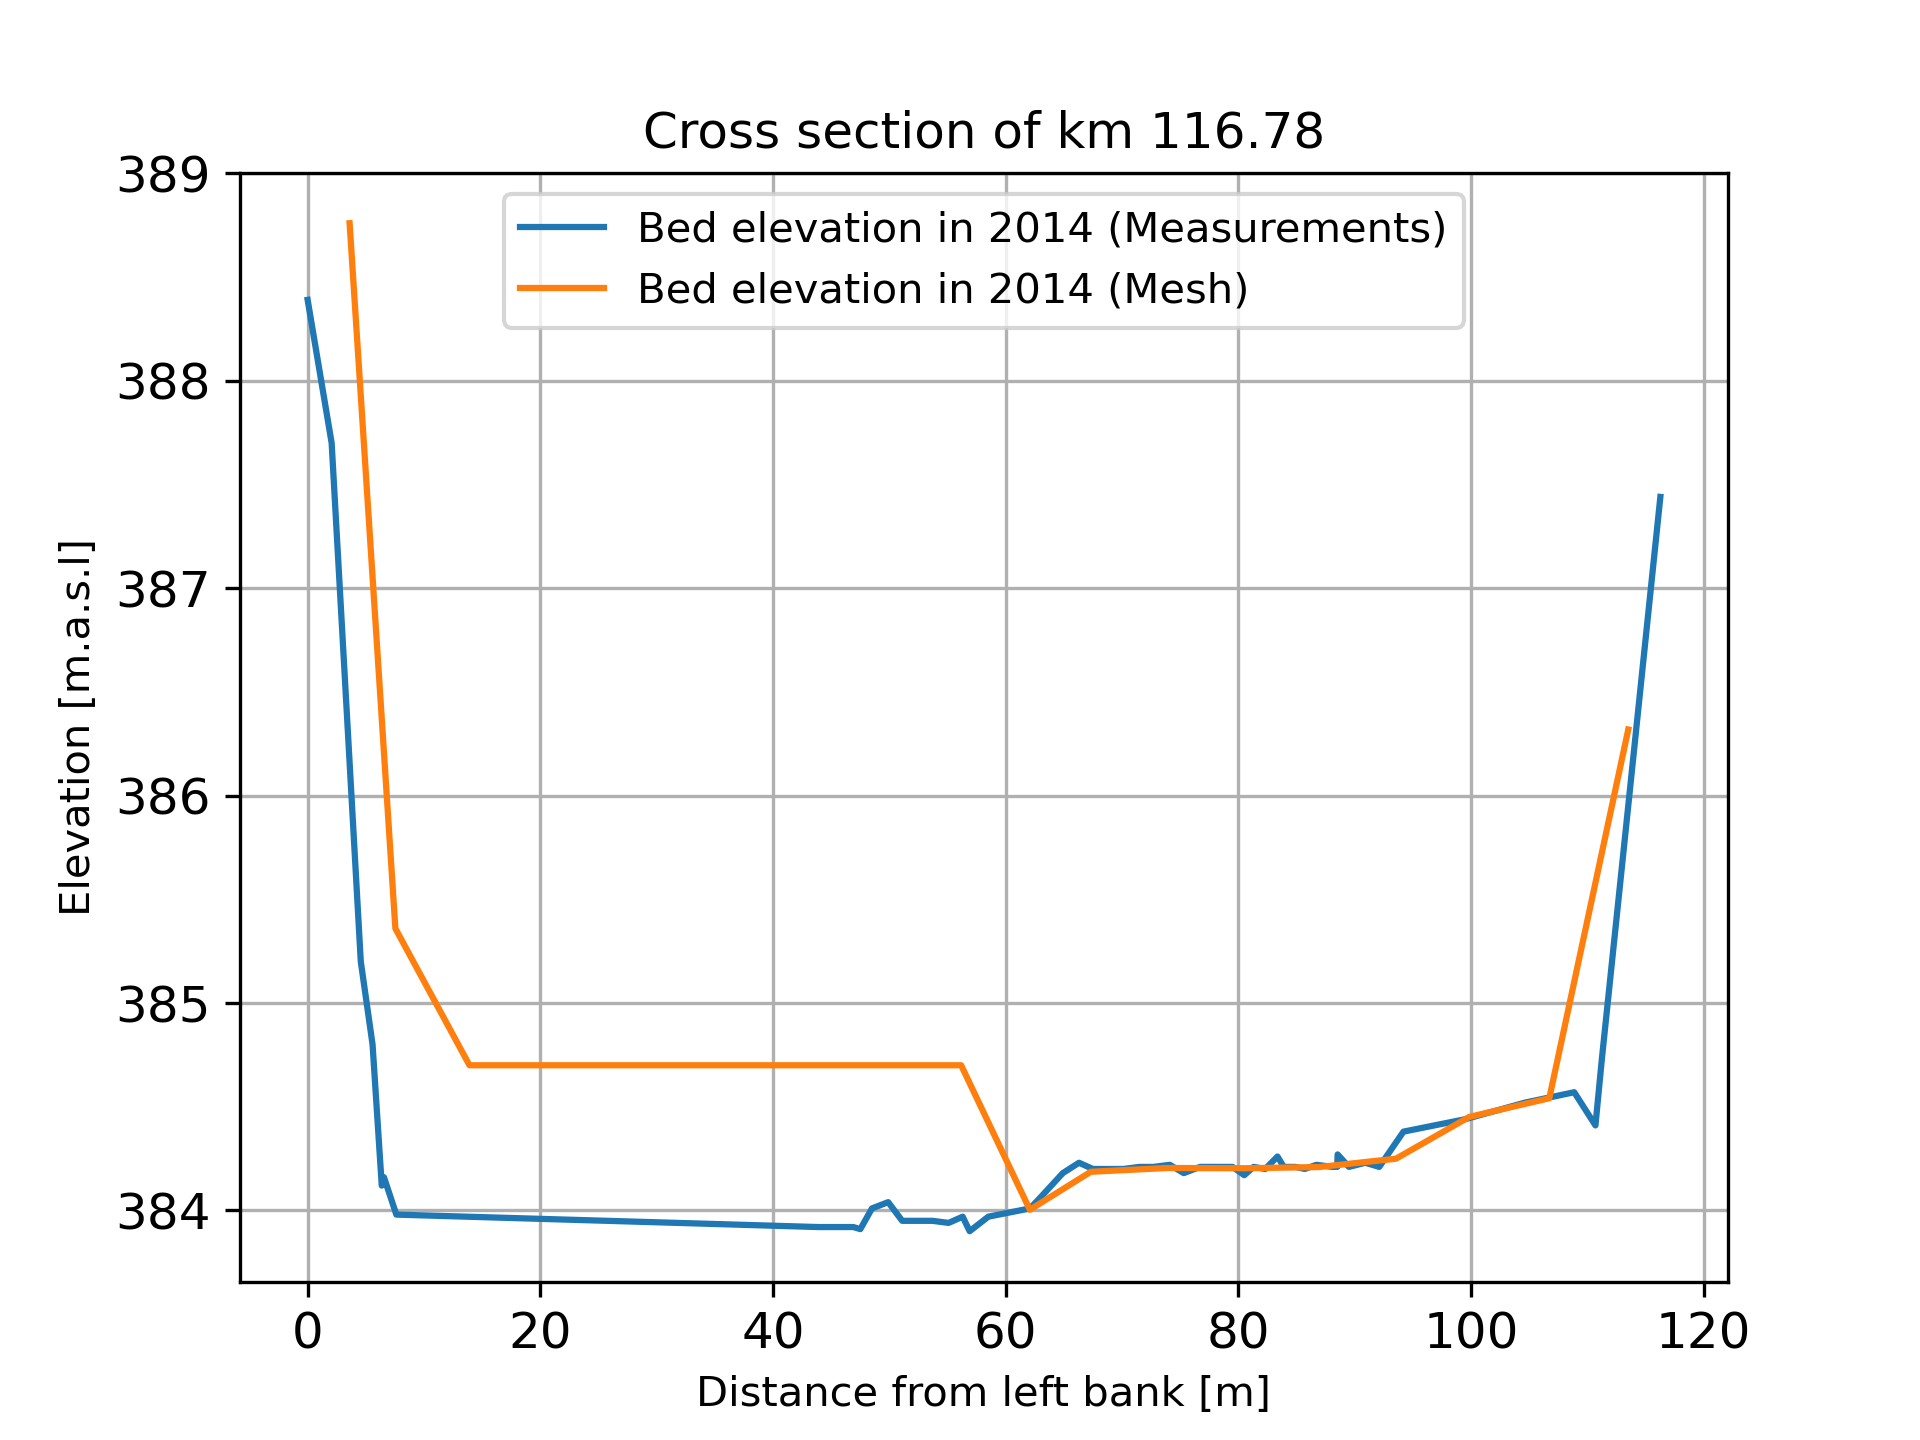 Cross section of km 116.78
Bed elevation in 2014 (Measurements)
Bed elevation in 2014 (Mesh)
Elevation [m.a.s.l]
389
388
387
386
385
384
0 20 40 60 80 100 120
Distance from left bank [m]